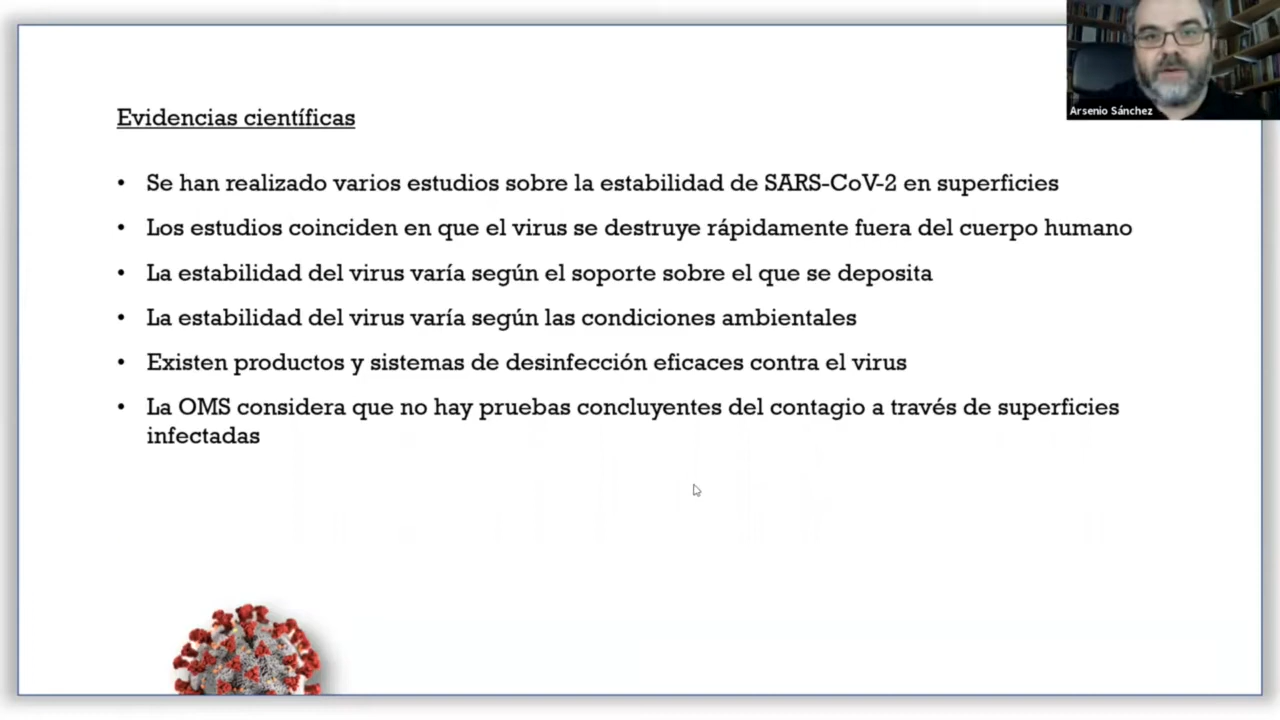 Arsenio Sánchez
Evidencias científicas
• Se han realizado varios estudios sobre la estabilidad de SARS-CoV-2 en superficies
• Los estudios coinciden en que el virus se destruye rápidamente fuera del cuerpo humano
• La estabilidad del virus varía según el soporte sobre el que se deposita
• La estabilidad del virus varía según las condiciones ambientales
• Existen productos y sistemas de desinfección eficaces contra el virus
• La OMS considera que no hay pruebas concluyentes del contagio a través de superficies
infectadas